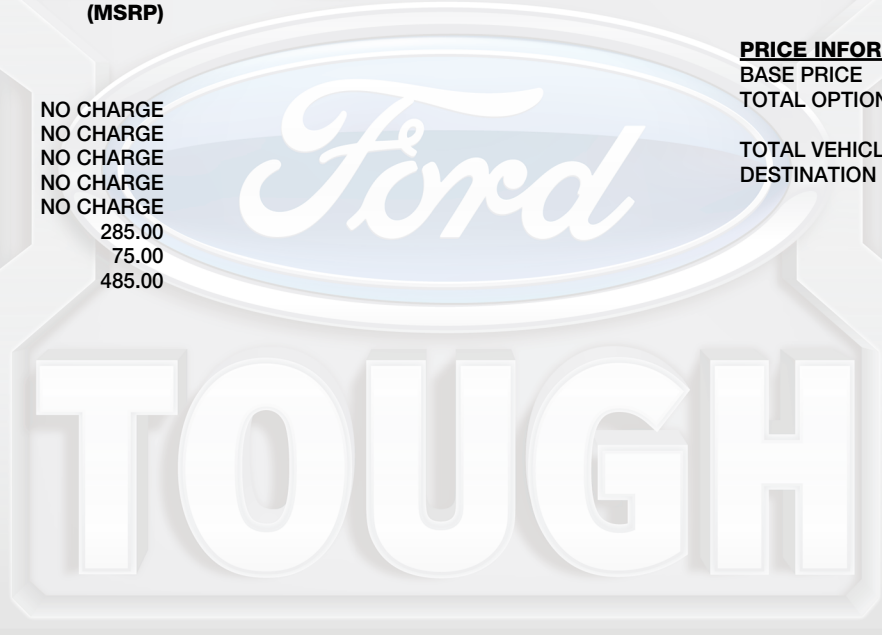 (MSRP)
NO CHARGE
NO CHARGE
NO CHARGE
NO CHARGE
NO CHARGE
285.00
75.00
485.00
PRICE INFOR
BASE PRICE
TOTAL OPTION
TOTAL VEHICL
DESTINATION
Ford
TOUGH